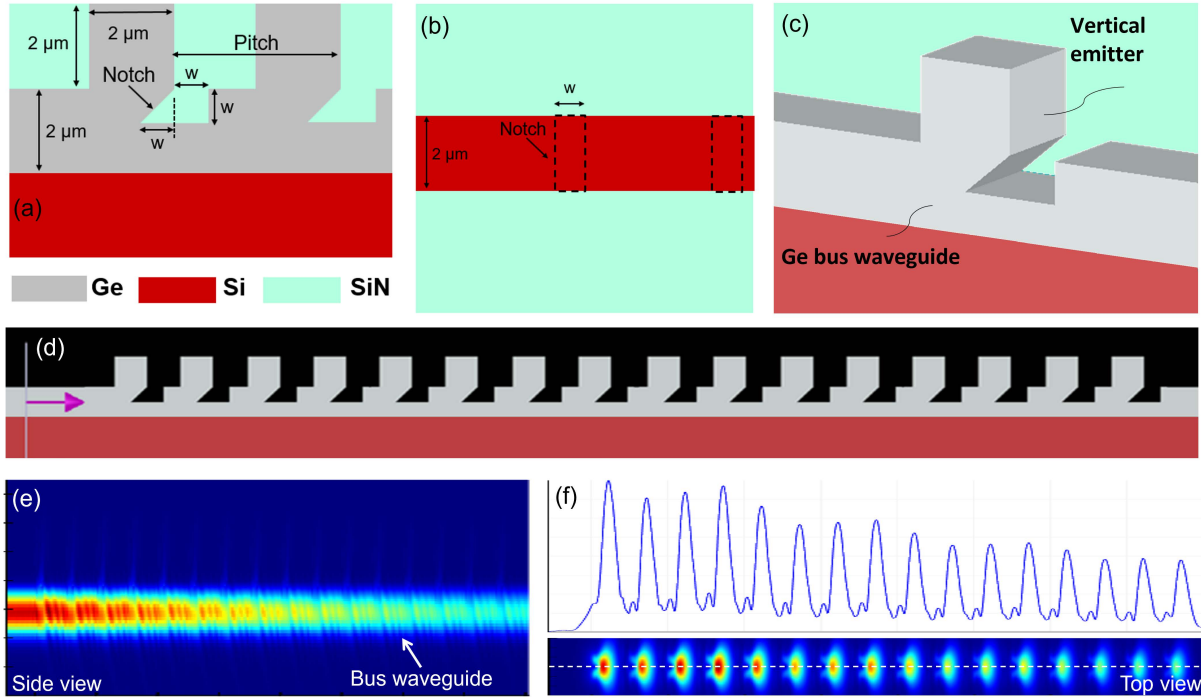 2 µm
2 µm
Pitch
Notch
w
w
w
2 µm
(a)
Ge
Si
SiN
(b)
w
Notch
2 µm
(c)
Vertical
emitter
Ge bus waveguide
(d)
(e)
Side view
Bus waveguide
(f)
Top view